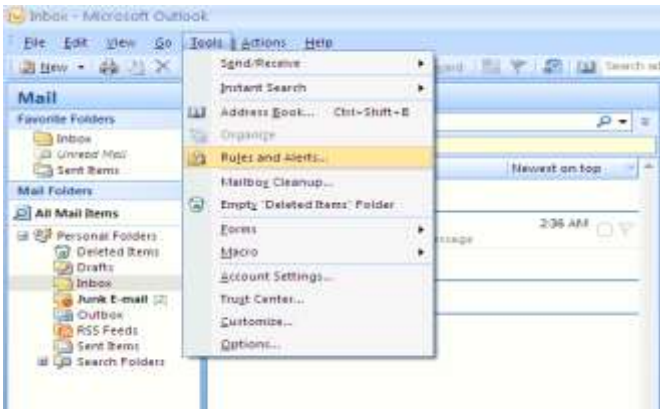 Inbox - Microsoft Outlook
File Edit View Go Tools Actions Help
New Search ad
Mail
Favorite Folders
Inbox
Unread Mail
Sent Items
Mail Folders
All Mail Items
Personal Folders
Deleted Items
Drafts
Inbox
Junk E-mail [2]
Outbox
RSS Feeds
Sent Items
Search Folders
Send/Receive
Instant Search
Address Book... Ctrl+Shift+B
Organize
Rules and Alerts...
Mailbox Cleanup...
Empty "Deleted Items" Folder
Forms
Macro
Account Settings...
Trust Center...
Customize...
Options...
Newest on top
2:36 AM
essage